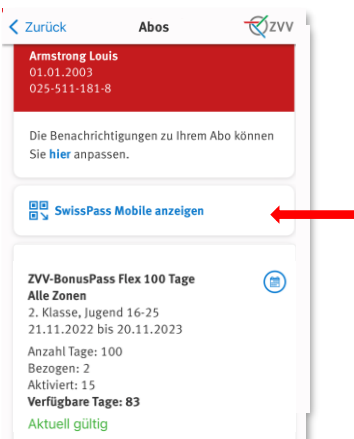 Zurück Abos ZVV
Armstrong Louis
01.01.2003
025-511-181-8
Die Benachrichtigungen zu Ihrem Abo können
Sie hier anpassen.
SwissPass Mobile anzeigen
ZVV-BonusPass Flex 100 Tage
Alle Zonen
2. Klasse, Jugend 16-25
21.11.2022 bis 20.11.2023
Anzahl Tage: 100
Bezogen: 2
Aktiviert: 15
Verfügbare Tage: 83
Aktuell gültig